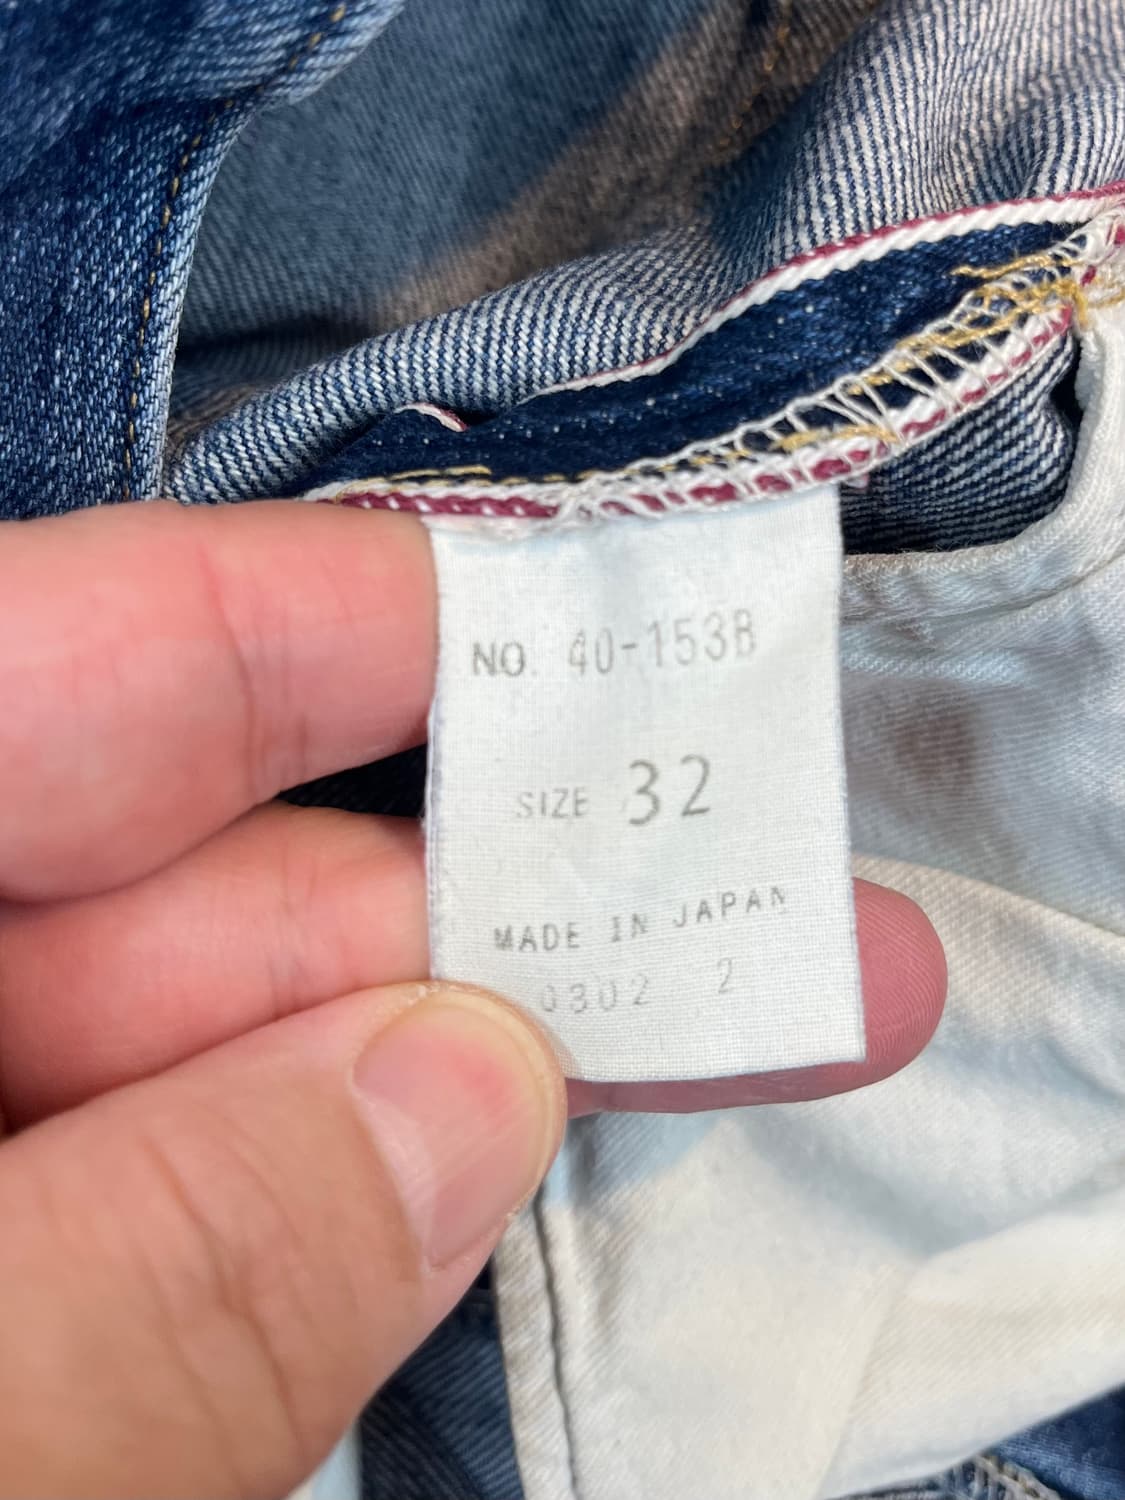 NO. 40-153B
SIZE 32
MADE IN JAPAN
0302 2